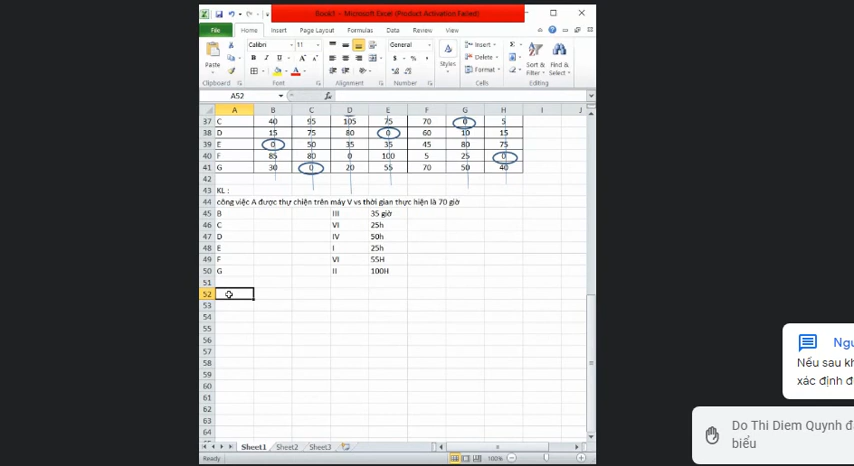 Book1 - Microsoft Excel (Product Activation Failed)
File Home Insert Page Layout Formulas Data Review View
Calibri 11 General Insert Delete Format
Paste B I U $ % , Styles Sort & Filter Find & Select
Clipboard Font Alignment Number Cells Editing
A52 fx
A B C D E F G H I J
37 C 40 95 105 75 70 0 5
38 D 15 75 80 0 60 10 15
39 E 0 50 35 35 45 80 75
40 F 85 80 0 100 5 25 0
41 G 30 0 20 55 70 50 40
42
43 KL :
44 công việc A được thự chiện trên máy V vs thời gian thực hiện là 70 giờ
45 B III 35 giờ
46 C VI 25h
47 D IV 50h
48 E I 25h
49 F VI 55H
50 G II 100H
51
52
53
54
55
56
57
58
59
60
61
62
63
64
Sheet1 Sheet2 Sheet3
Ready 100%
Nếu sau
xác định
Do Thi Diem Quynh
biểu